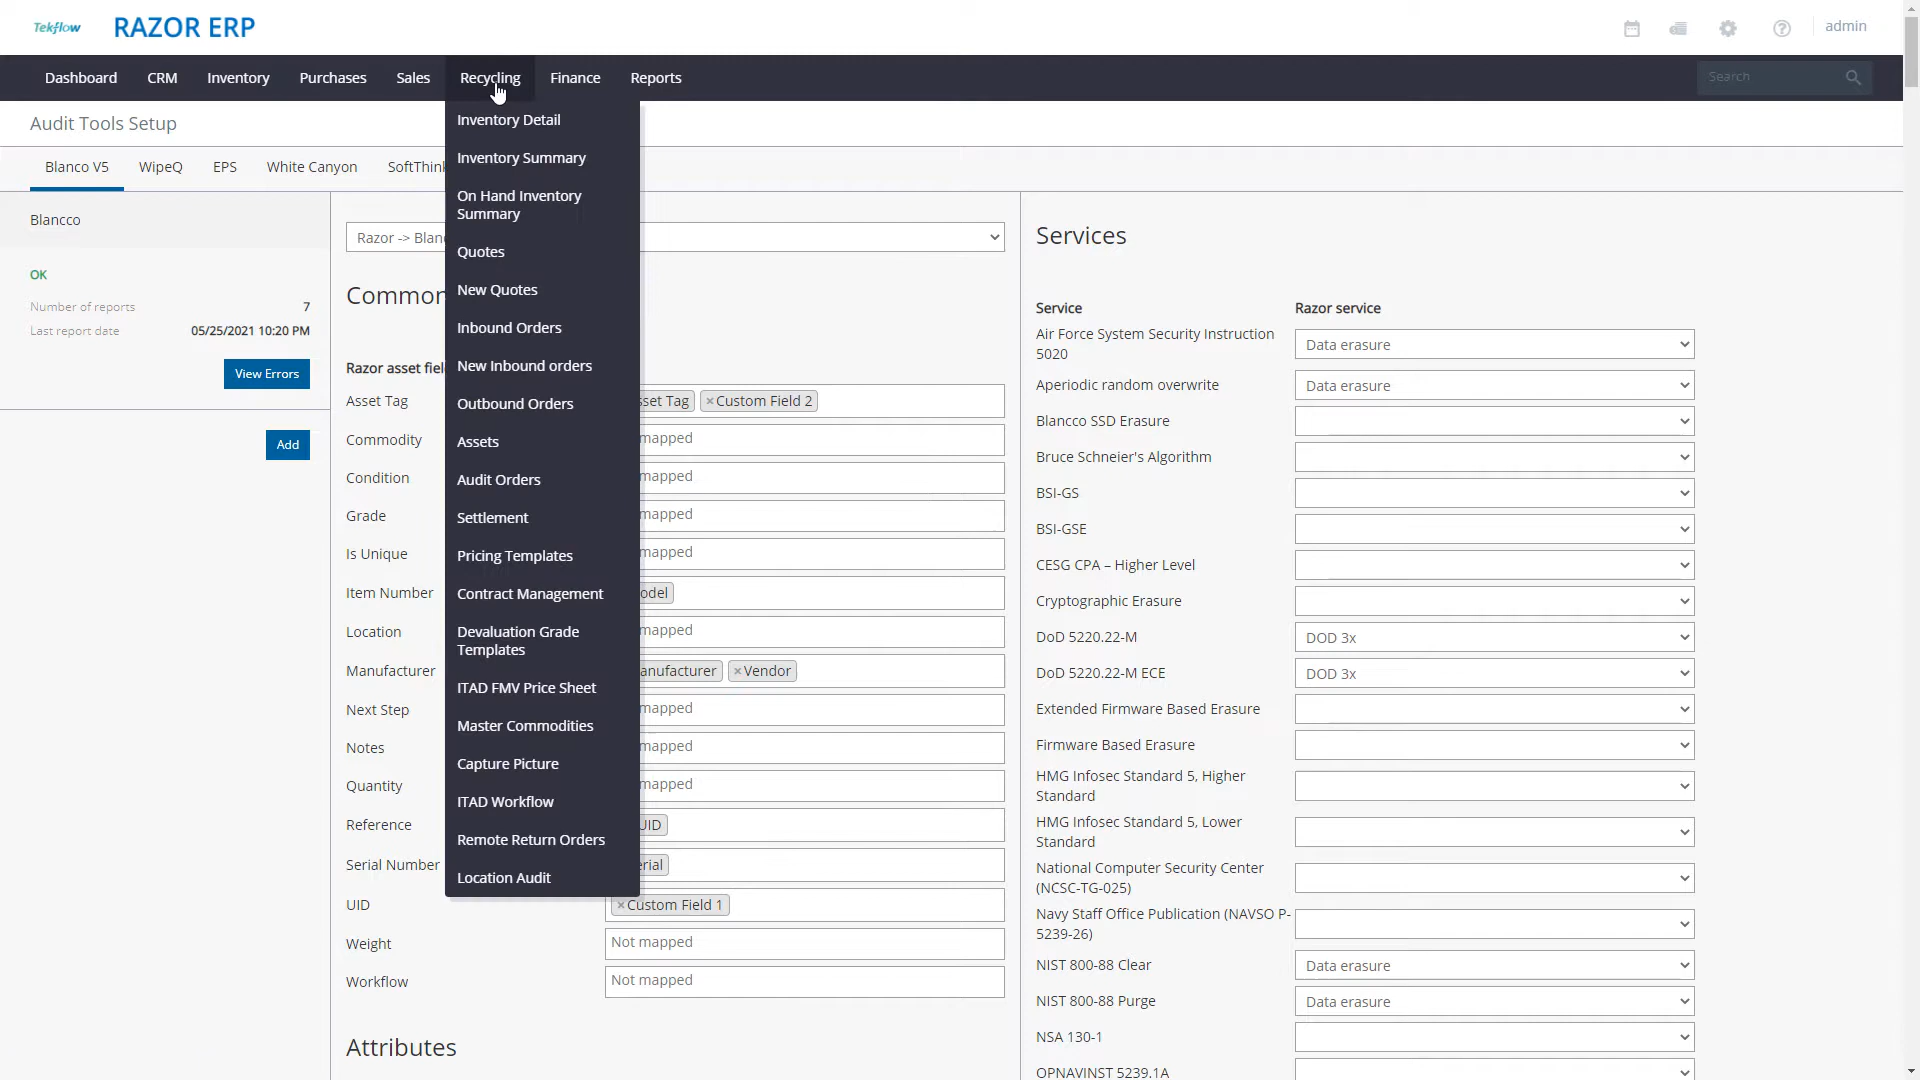 Tekflow
RAZOR ERP
admin
Dashboard
CRM
Inventory
Purchases
Sales
Recycling
Finance
Reports
Search
Audit Tools Setup
Blanco V5
WipeQ
EPS
White Canyon
SoftThink
Blancco
OK
Number of reports 7
Last report date 05/25/2021 10:20 PM
View Errors
Add
Inventory Detail
Inventory Summary
On Hand Inventory
Summary
Quotes
New Quotes
Inbound Orders
New Inbound orders
Outbound Orders
Assets
Audit Orders
Settlement
Pricing Templates
Contract Management
Devaluation Grade
Templates
ITAD FMV Price Sheet
Master Commodities
Capture Picture
ITAD Workflow
Remote Return Orders
Location Audit
Razor -> Blan
Common
Razor asset fiel
Asset Tag sset Tag ×Custom Field 2
Commodity mapped
Condition mapped
Grade mapped
Is Unique mapped
Item Number odel
Location mapped
Manufacturer anufacturer ×Vendor
Next Step mapped
Notes mapped
Quantity mapped
Reference UID
Serial Number erial
UID ×Custom Field 1
Weight Not mapped
Workflow Not mapped
Attributes
Services
Service Razor service
Air Force System Security Instruction
5020 Data erasure
Aperiodic random overwrite Data erasure
Blancco SSD Erasure
Bruce Schneier's Algorithm
BSI-GS
BSI-GSE
CESG CPA – Higher Level
Cryptographic Erasure
DoD 5220.22-M DOD 3x
DoD 5220.22-M ECE DOD 3x
Extended Firmware Based Erasure
Firmware Based Erasure
HMG Infosec Standard 5, Higher
Standard
HMG Infosec Standard 5, Lower
Standard
National Computer Security Center
(NCSC-TG-025)
Navy Staff Office Publication (NAVSO P-
5239-26)
NIST 800-88 Clear Data erasure
NIST 800-88 Purge Data erasure
NSA 130-1
OPNAVINST 5239.1A